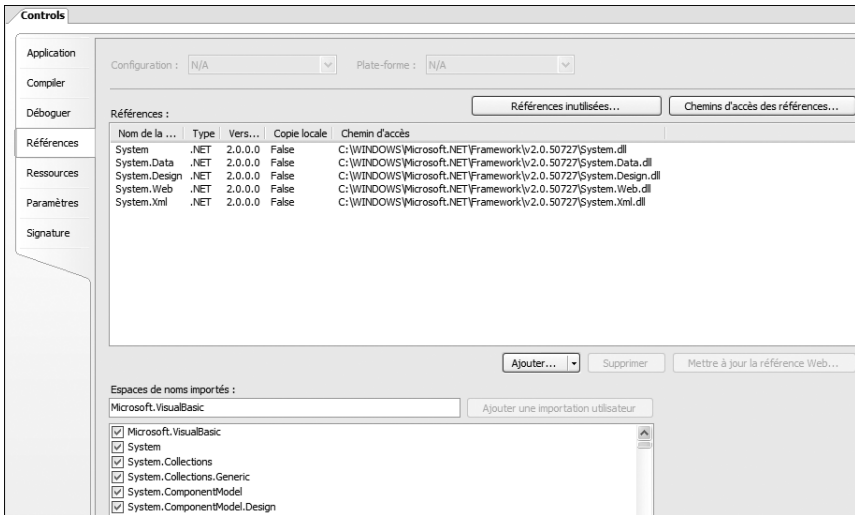 Controls
Application
Compiler
Déboguer
Références
Ressources
Paramètres
Signature
Configuration : N/A Plate-forme : N/A
Références inutilisées... Chemins d'accès des références...
Références :
Nom de la ... Type Vers... Copie locale Chemin d'accès
System .NET 2.0.0.0 False C:\WINDOWS\Microsoft.NET\Framework\v2.0.50727\System.dll
System.Data .NET 2.0.0.0 False C:\WINDOWS\Microsoft.NET\Framework\v2.0.50727\System.Data.dll
System.Design .NET 2.0.0.0 False C:\WINDOWS\Microsoft.NET\Framework\v2.0.50727\System.Design.dll
System.Web .NET 2.0.0.0 False C:\WINDOWS\Microsoft.NET\Framework\v2.0.50727\System.Web.dll
System.Xml .NET 2.0.0.0 False C:\WINDOWS\Microsoft.NET\Framework\v2.0.50727\System.Xml.dll
Ajouter... Supprimer Mettre à jour la référence Web...
Espaces de noms importés :
Microsoft.VisualBasic Ajouter une importation utilisateur
Microsoft.VisualBasic
System
System.Collections
System.Collections.Generic
System.ComponentModel
System.ComponentModel.Design